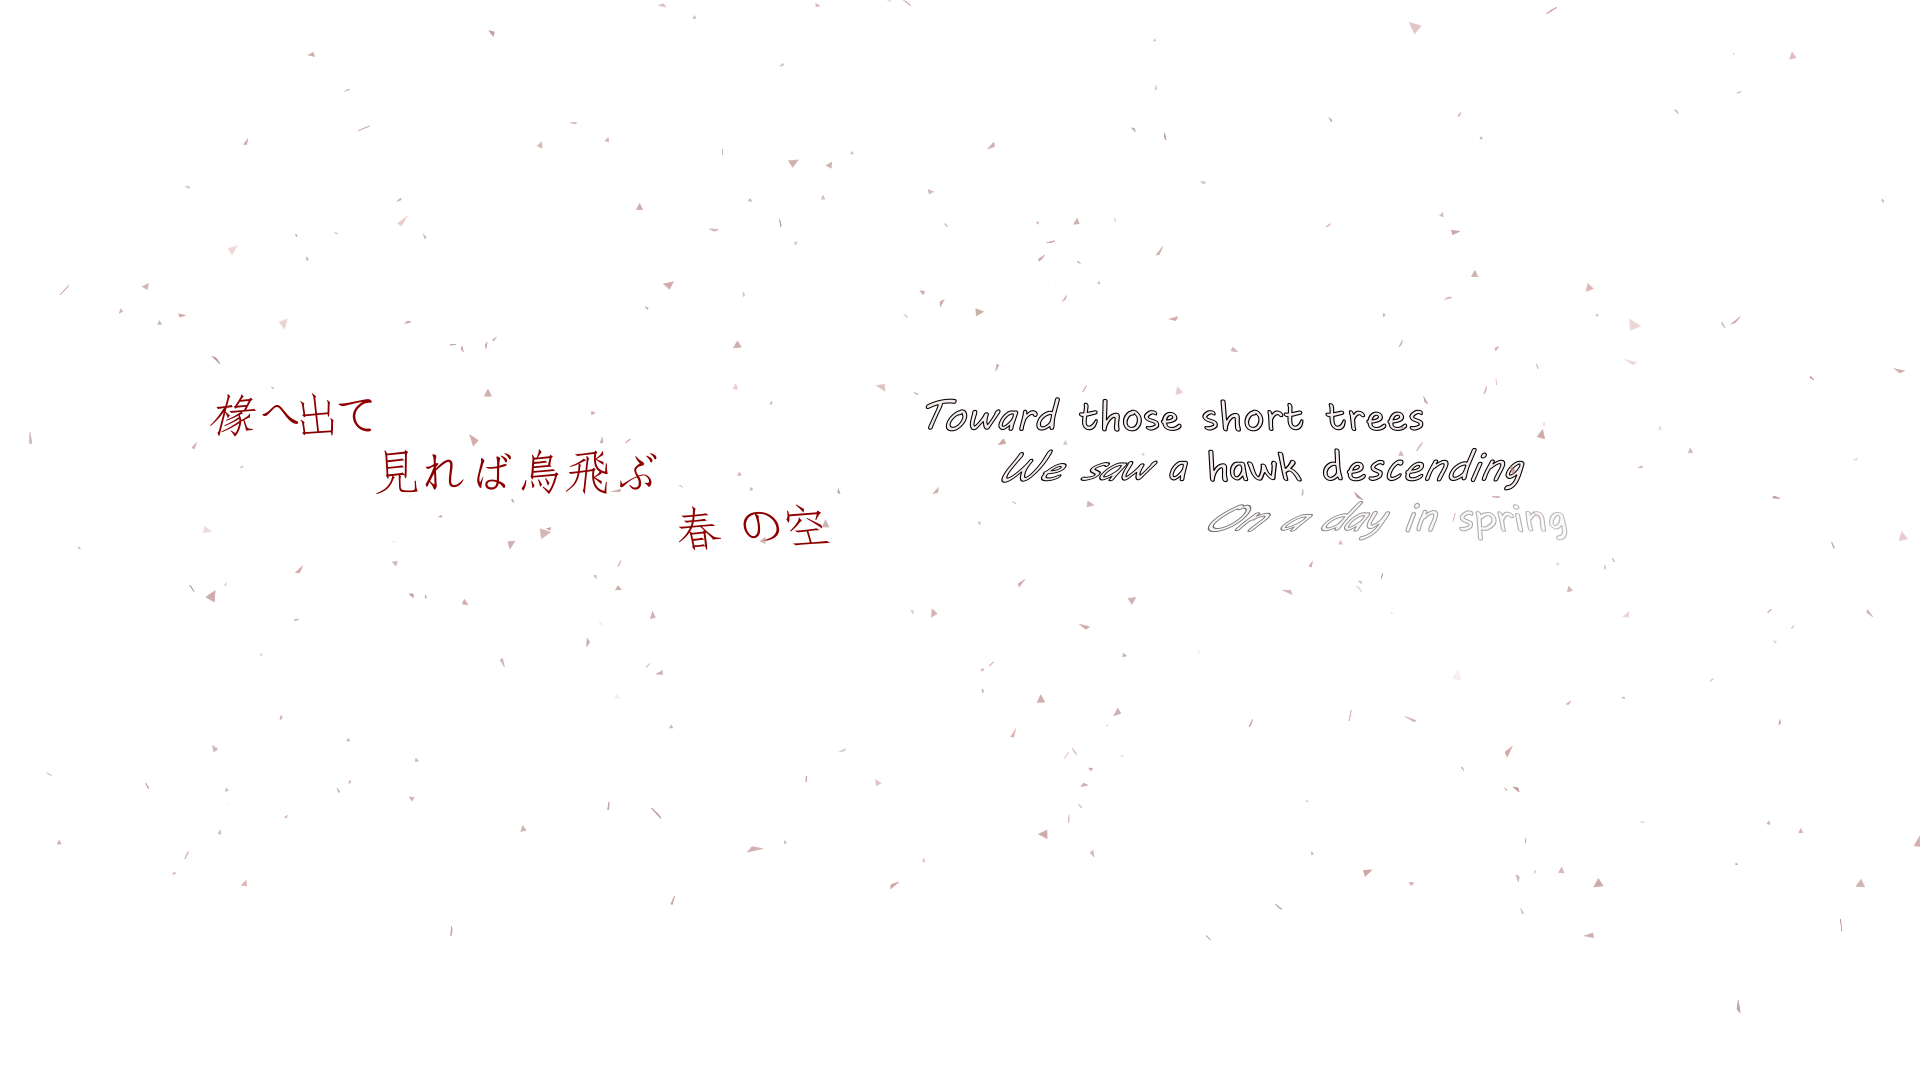 椽へ出て
見れば鳥飛ぶ
春の空
Toward those short trees
We saw a hawk descending
On a day in spring